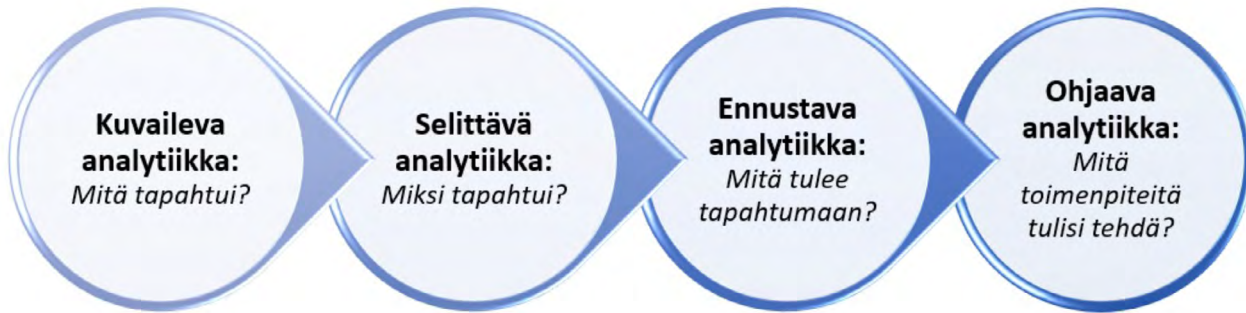 Kuvaileva
analytiikka:
Mitä tapahtui?
Selittävä
analytiikka:
Miksi tapahtui?
Ennustava
analytiikka:
Mitä tulee
tapahtumaan?
Ohjaava
analytiikka:
Mitä
toimenpiteitä
tulisi tehdä?